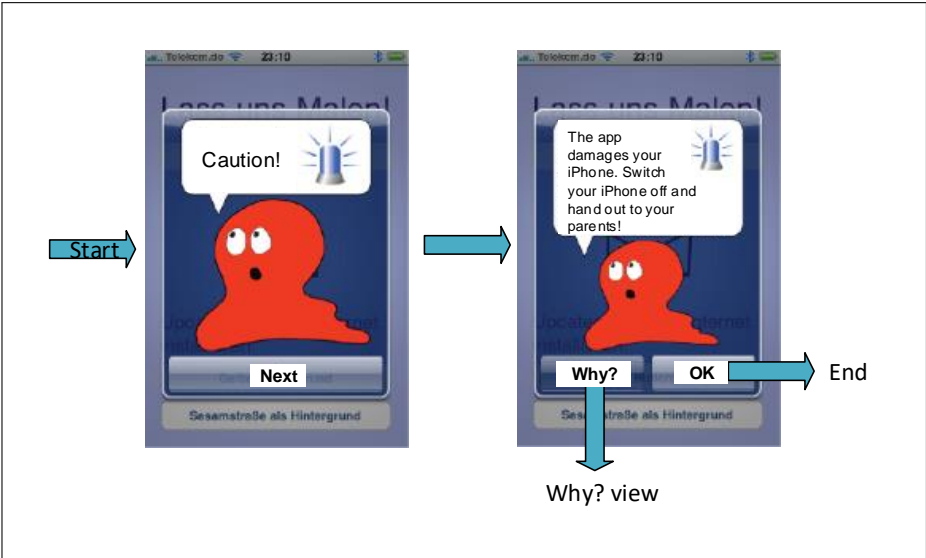 Telekom.de 23:10
Lass uns Malen!
Caution!
Start
Next
Sesamstraße als Hintergrund
Telekom.de 23:10
Lass uns Malen!
The app
damages your
iPhone. Switch
your iPhone off and
hand out to your
parents!
Why? OK
End
Sesamstraße als Hintergrund
Why? view